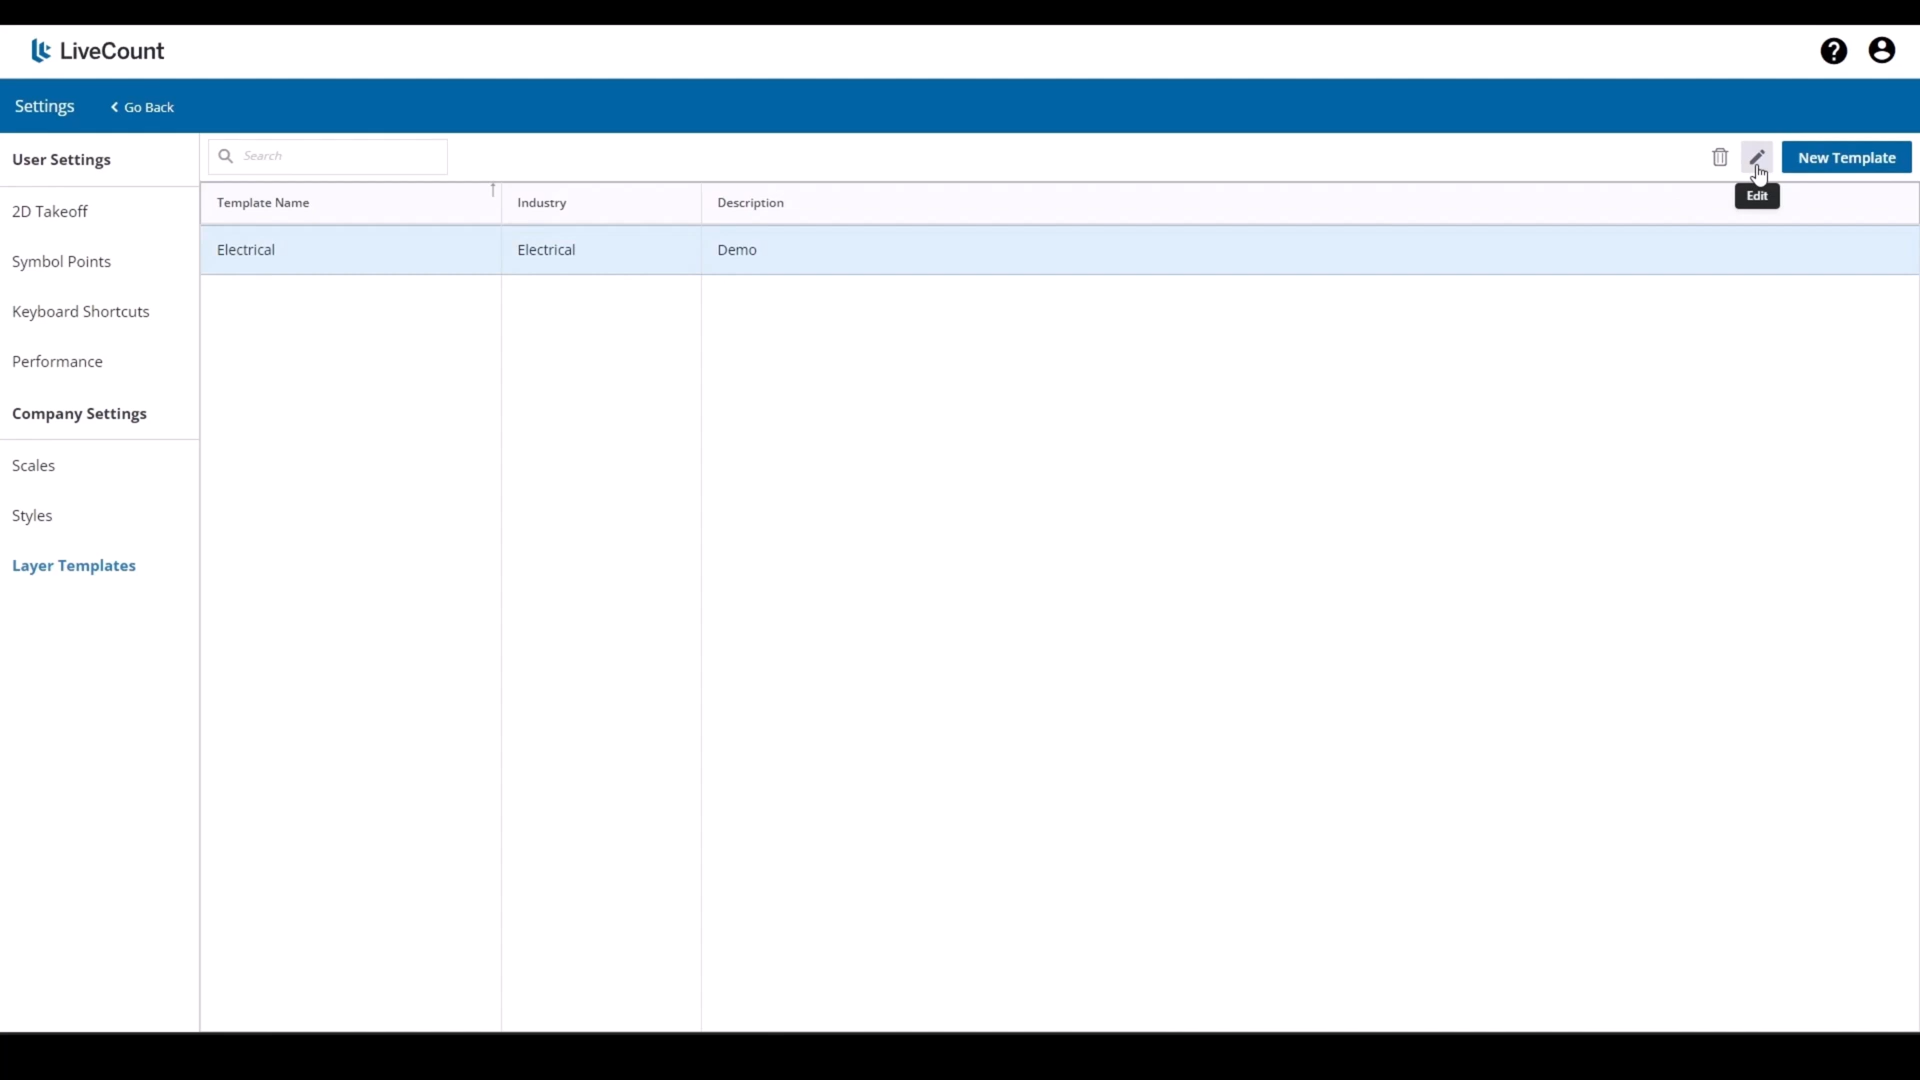 LiveCount
Settings
Go Back
User Settings
2D Takeoff
Symbol Points
Keyboard Shortcuts
Performance
Company Settings
Scales
Styles
Layer Templates
Search
New Template
Edit
Template Name
Industry
Description
Electrical
Electrical
Demo